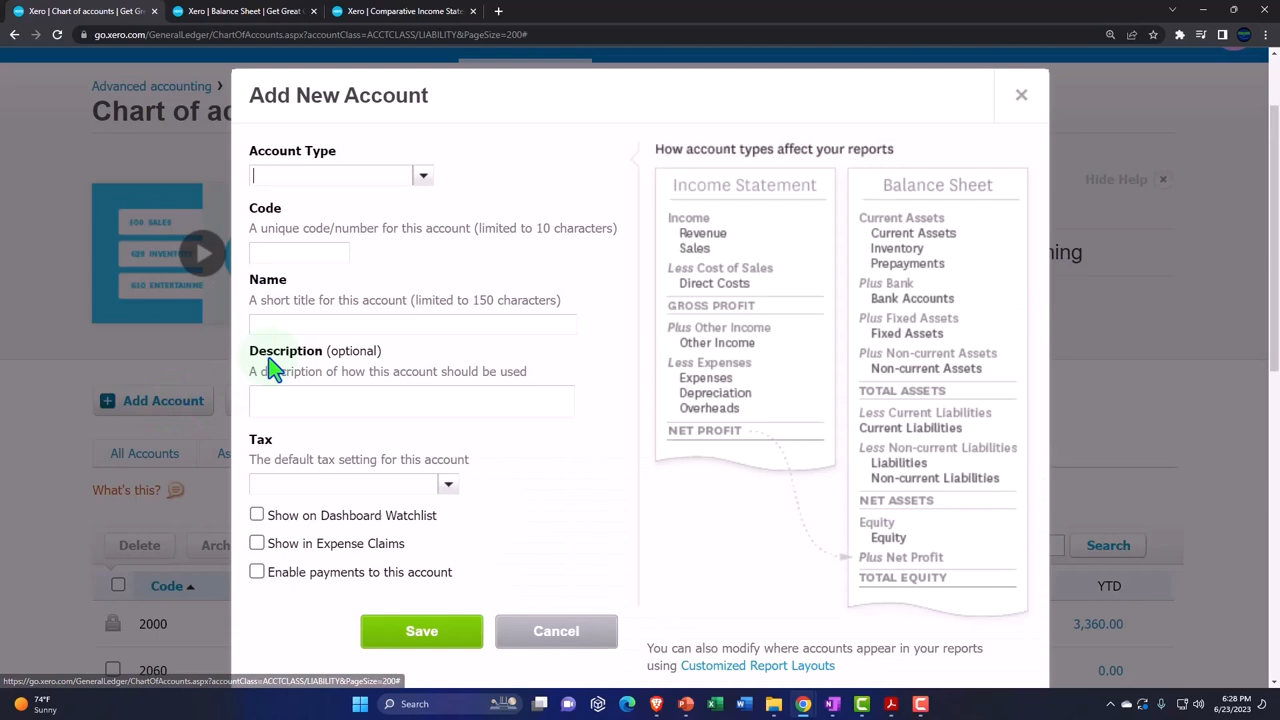 Xero | Chart of accounts | Get Gr
Xero | Balance Sheet | Get Great
Xero | Comparative Income State
go.xero.com/GeneralLedger/ChartOfAccounts.aspx?accountClass=ACCTCLASS/LIABILITY&PageSize=200#
Advanced accounting
Chart of ac
Hide Help
500 SALES
ning
Add Account
All Accounts
As
What's this?
Delete
Arch
Search
Code
YTD
2000
3,360.00
2060
0.00
Add New Account
Account Type
Code
A unique code/number for this account (limited to 10 characters)
Name
A short title for this account (limited to 150 characters)
Description (optional)
A description of how this account should be used
Tax
The default tax setting for this account
Show on Dashboard Watchlist
Show in Expense Claims
Enable payments to this account
Save
Cancel
How account types affect your reports
Income Statement
Income
Revenue
Sales
Less Cost of Sales
Direct Costs
GROSS PROFIT
Plus Other Income
Other Income
Less Expenses
Expenses
Depreciation
Overheads
NET PROFIT
Balance Sheet
Current Assets
Current Assets
Inventory
Prepayments
Plus Bank
Bank Accounts
Plus Fixed Assets
Fixed Assets
Plus Non-current Assets
Non-current Assets
TOTAL ASSETS
Less Current Liabilities
Current Liabilities
Less Non-current Liabilities
Liabilities
Non-current Liabilities
NET ASSETS
Equity
Equity
Plus Net Profit
TOTAL EQUITY
You can also modify where accounts appear in your reports
using Customized Report Layouts
https://go.xero.com/GeneralLedger/ChartOfAccounts.aspx?accountClass=ACCTCLASS/LIABILITY&PageSize=200#
74°F
Sunny
Search
6:28 PM
6/23/2023